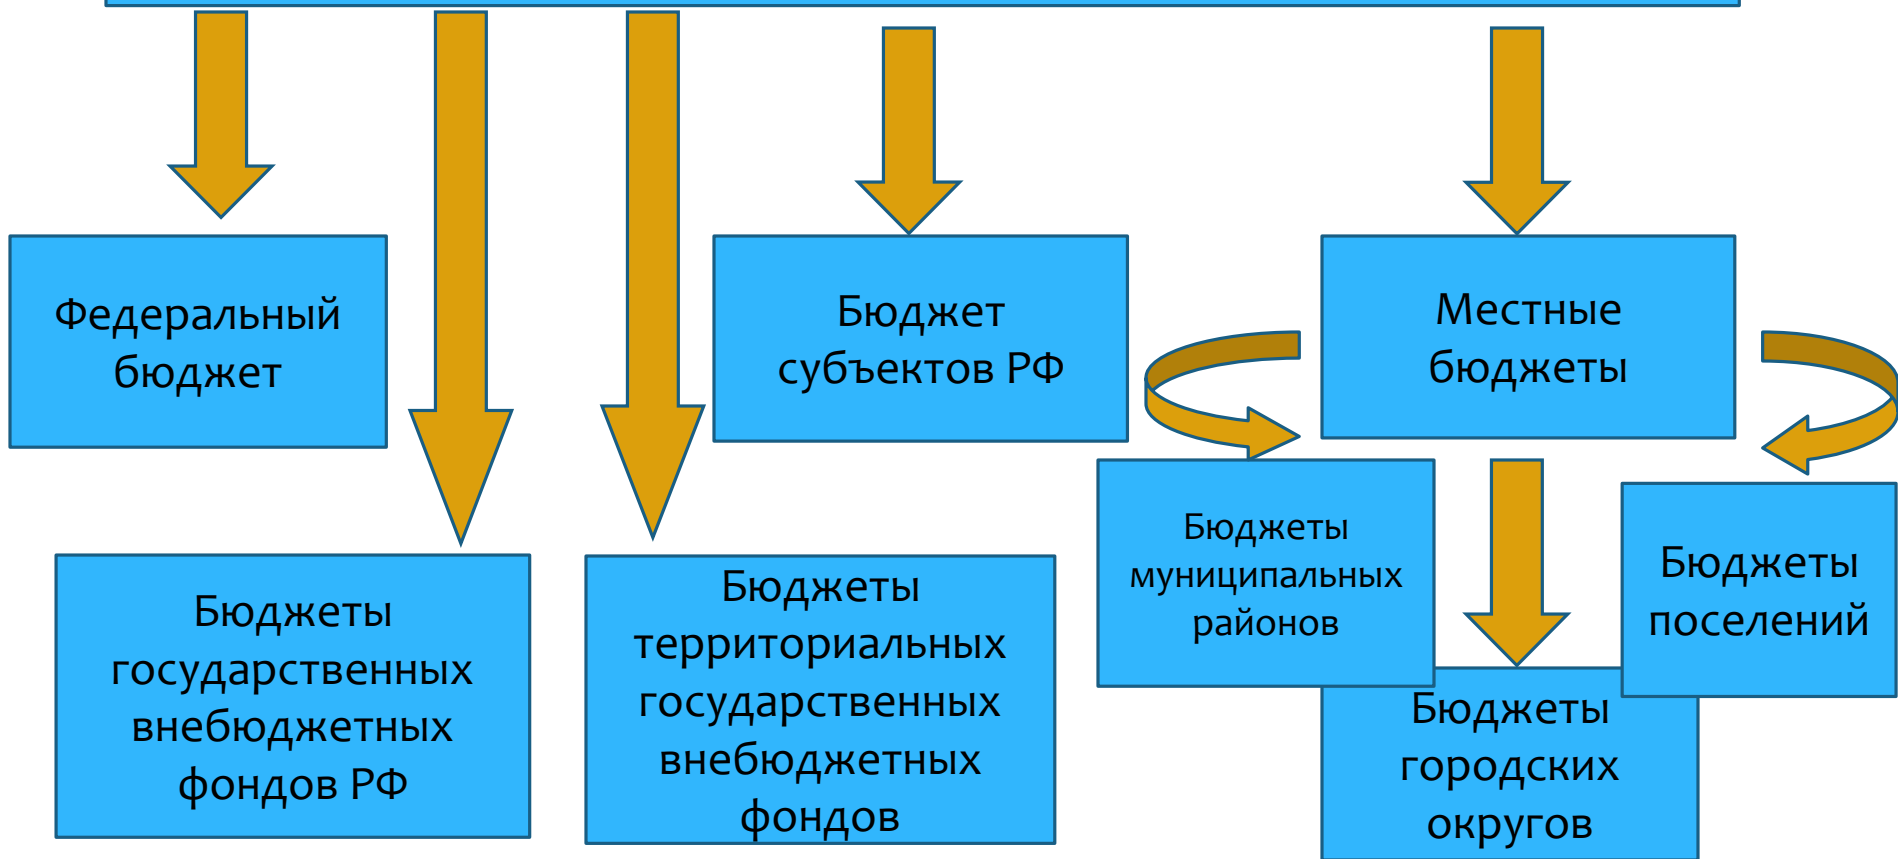 Федеральный
бюджет
Бюджет
субъектов РФ
Местные
бюджеты
Бюджеты
государственных
внебюджетных
фондов РФ
Бюджеты
территориальных
государственных
внебюджетных
фондов
Бюджеты
муниципальных
районов
Бюджеты
городских
округов
Бюджеты
поселений